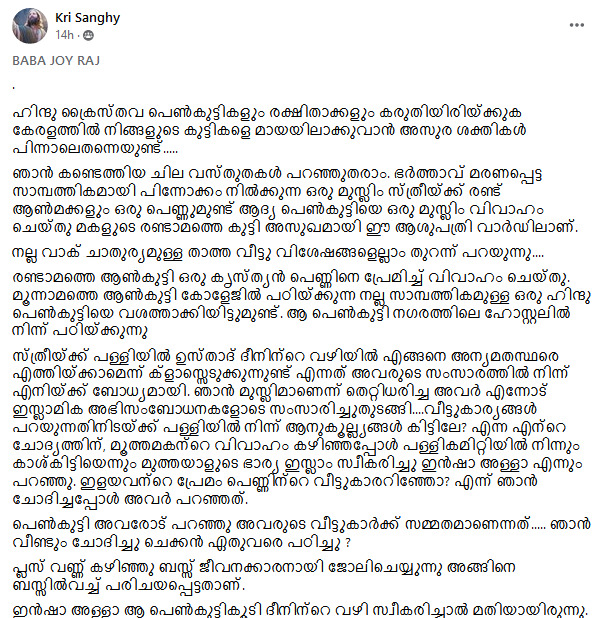 Kri Sanghy
14h ·
BABA JOY RAJ
.
ഹിന്ദു ക്രൈസ്തവ പെൺകുട്ടികളും രക്ഷിതാക്കളും കരുതിയിരിയ്ക്കുക
കേരളത്തിൽ നിങ്ങളുടെ കുട്ടികളെ മായയിലാക്കുവാൻ അസുര ശക്തികൾ
പിന്നാലെതന്നെയുണ്ട്.....
ഞാൻ കണ്ടെത്തിയ ചില വസ്തുതകൾ പറഞ്ഞുതരാം. ഭർത്താവ് മരണപ്പെട്ട
സാമ്പത്തികമായി പിന്നോക്കം നിൽക്കുന്ന ഒരു മുസ്ലിം സ്ത്രീയ്ക്ക് രണ്ട്
ആൺമക്കളും ഒരു പെണ്ണുമുണ്ട് ആദ്യ പെൺകുട്ടിയെ ഒരു മുസ്ലിം വിവാഹം
ചെയ്തു മകളുടെ രണ്ടാമത്തെ കുട്ടി അസുഖമായി ഈ ആശുപത്രി വാർഡിലാണ്.
നല്ല വാക് ചാതുര്യമുള്ള താത്ത വീട്ടു വിശേഷങ്ങളെല്ലാം തുറന്ന് പറയുന്നു....
രണ്ടാമത്തെ ആൺകുട്ടി ഒരു കൃസ്ത്യൻ പെണ്ണിനെ പ്രേമിച്ച് വിവാഹം ചെയ്തു.
മൂന്നാമത്തെ ആൺകുട്ടി കോളേജിൽ പഠിയ്ക്കുന്ന നല്ല സാമ്പത്തികമുള്ള ഒരു ഹിന്ദു
പെൺകുട്ടിയെ വശത്താക്കിയിട്ടുമുണ്ട്. ആ പെൺകുട്ടി നഗരത്തിലെ ഹോസ്റ്റലിൽ
നിന്ന് പഠിയ്ക്കുന്നു
സ്ത്രീയ്ക്ക് പള്ളിയിൽ ഉസ്താദ് ദീനിന്റെ വഴിയിൽ എങ്ങനെ അന്യമതസ്ഥരെ
എത്തിയ്ക്കാമെന്ന് ക്ളാസ്സെടുക്കുന്നുണ്ട് എന്നത് അവരുടെ സംസാരത്തിൽ നിന്ന്
എനിയ്ക് ബോധ്യമായി. ഞാൻ മുസ്ലിമാണെന്ന് തെറ്റിധരിച്ച അവർ എന്നോട്
ഇസ്ലാമിക അഭിസംബോധനകളോടെ സംസാരിച്ചുതുടങ്ങി....വീട്ടുകാര്യങ്ങൾ
പറയുന്നതിനിടയ്ക്ക് പള്ളിയിൽ നിന്ന് ആനുകൂല്ല്യങ്ങൾ കിട്ടിലേ? എന്ന എന്റെ
ചോദ്യത്തിന്, മൂത്തമകന്റെ വിവാഹം കഴിഞ്ഞപ്പോൾ പള്ളികമിറ്റിയിൽ നിന്നും
കാശ്കിട്ടിയെന്നും മുത്തയാളുടെ ഭാര്യ ഇസ്ലാം സ്വീകരിച്ചു ഇൻഷാ അള്ളാ എന്നും
പറഞ്ഞു. ഇളയവന്റെ പ്രേമം പെണ്ണിന്റെ വീട്ടുകാരറിഞ്ഞോ? എന്ന് ഞാൻ
ചോദിച്ചപ്പോൾ അവർ പറഞ്ഞത്.
പെൺകുട്ടി അവരോട് പറഞ്ഞു അവരുടെ വീട്ടുകാർക്ക് സമ്മതമാണെന്നത്..... ഞാൻ
വീണ്ടും ചോദിച്ചു ചെക്കൻ ഏതുവരെ പഠിച്ചു ?
പ്ലസ് വണ്ണ് കഴിഞ്ഞു ബസ്സ് ജീവനക്കാരനായി ജോലിചെയ്യുന്നു അങ്ങിനെ
ബസ്സിൽവച്ച് പരിചയപ്പെട്ടതാണ്.
ഇൻഷാ അള്ളാ ആ പെൺകുട്ടികൂടി ദീനിന്റെ വഴി സ്വീകരിച്ചാൽ മതിയായിരുന്നു.